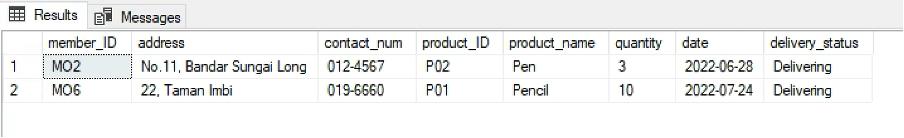 Results Messages
member_ID address contact_num product_ID product_name quantity date delivery_status
1 MO2 No.11, Bandar Sungai Long 012-4567 P02 Pen 3 2022-06-28 Delivering
2 MO6 22, Taman Imbi 019-6660 P01 Pencil 10 2022-07-24 Delivering